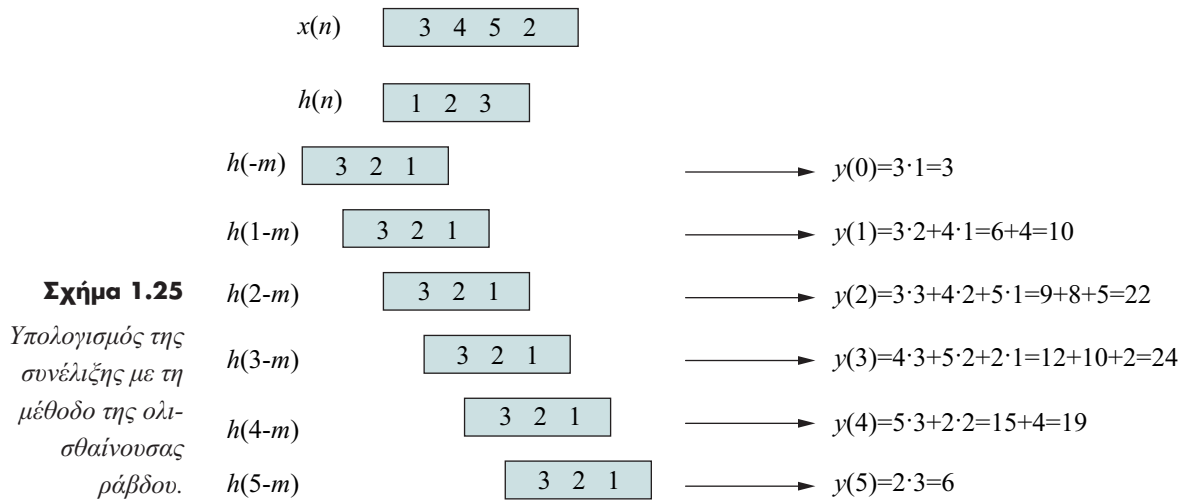 x(n) 3 4 5 2
h(n) 1 2 3
h(-m) 3 2 1 y(0)=3·1=3
h(1-m) 3 2 1 y(1)=3·2+4·1=6+4=10
h(2-m) 3 2 1 y(2)=3·3+4·2+5·1=9+8+5=22
h(3-m) 3 2 1 y(3)=4·3+5·2+2·1=12+10+2=24
h(4-m) 3 2 1 y(4)=5·3+2·2=15+4=19
h(5-m) 3 2 1 y(5)=2·3=6
Σχήμα 1.25
Υπολογισμός της
συνέλιξης με τη
μέθοδο της ολι-
σθαίνουσας
ράβδου.